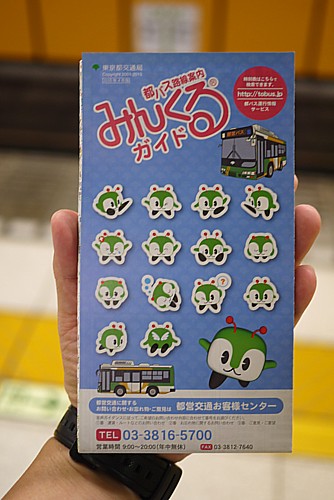 東京都交通局
時刻表はこちらで
検索できます。
http://tobus.jp
都バス運行情報
サービス
都バス路線案内
みんくる
ガイド
都営交通に関する
お問い合わせ・お忘れ物・ご意見は
都営交通お客様センター
TEL 03-3816-5700
営業時間 9:00〜20:00(年中無休)
FAX 03-3812-7640